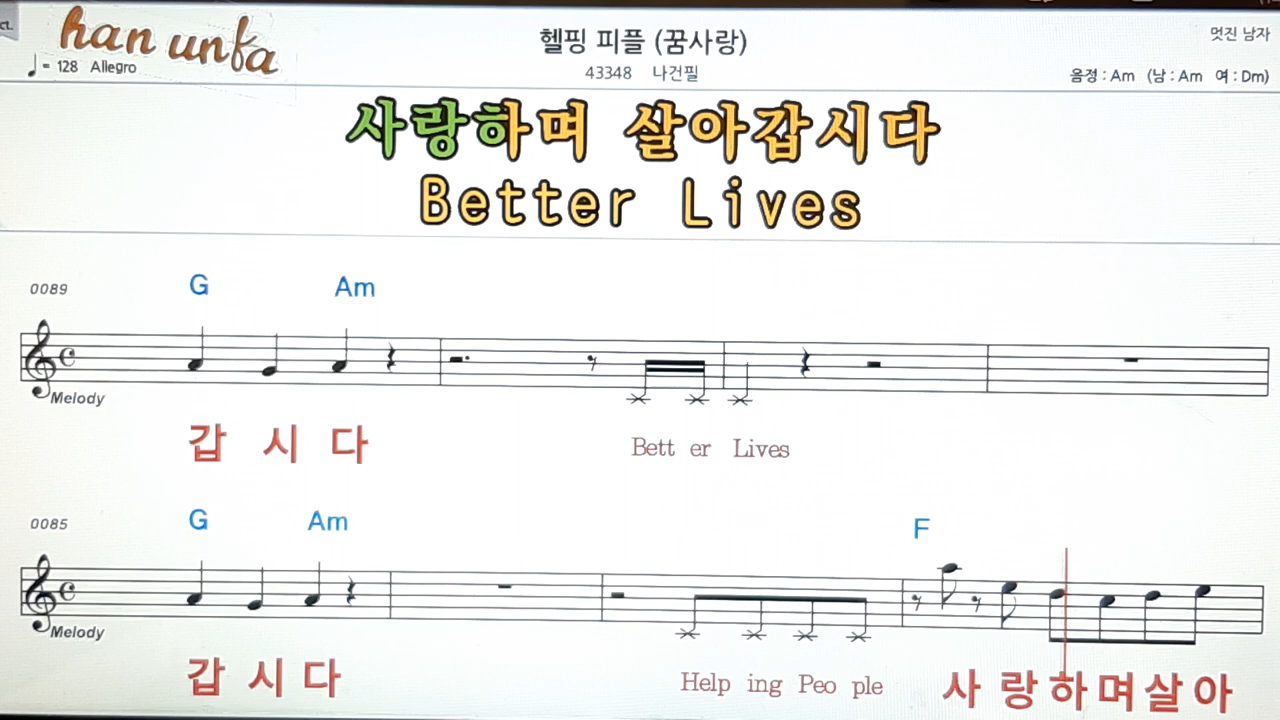 CL
han unfa
헬핑 피플 (꿈사랑)
멋진 남자
♩ = 128 Allegro
43348 나건필
음정 : Am (남 : Am 여 : Dm)
사랑하며 살아갑시다
Better Lives
0089
G Am
Melody
갑 시 다 Bett er Lives
0085
G Am F
Melody
갑 시 다 Help ing Peo ple 사 랑 하 며 살 아